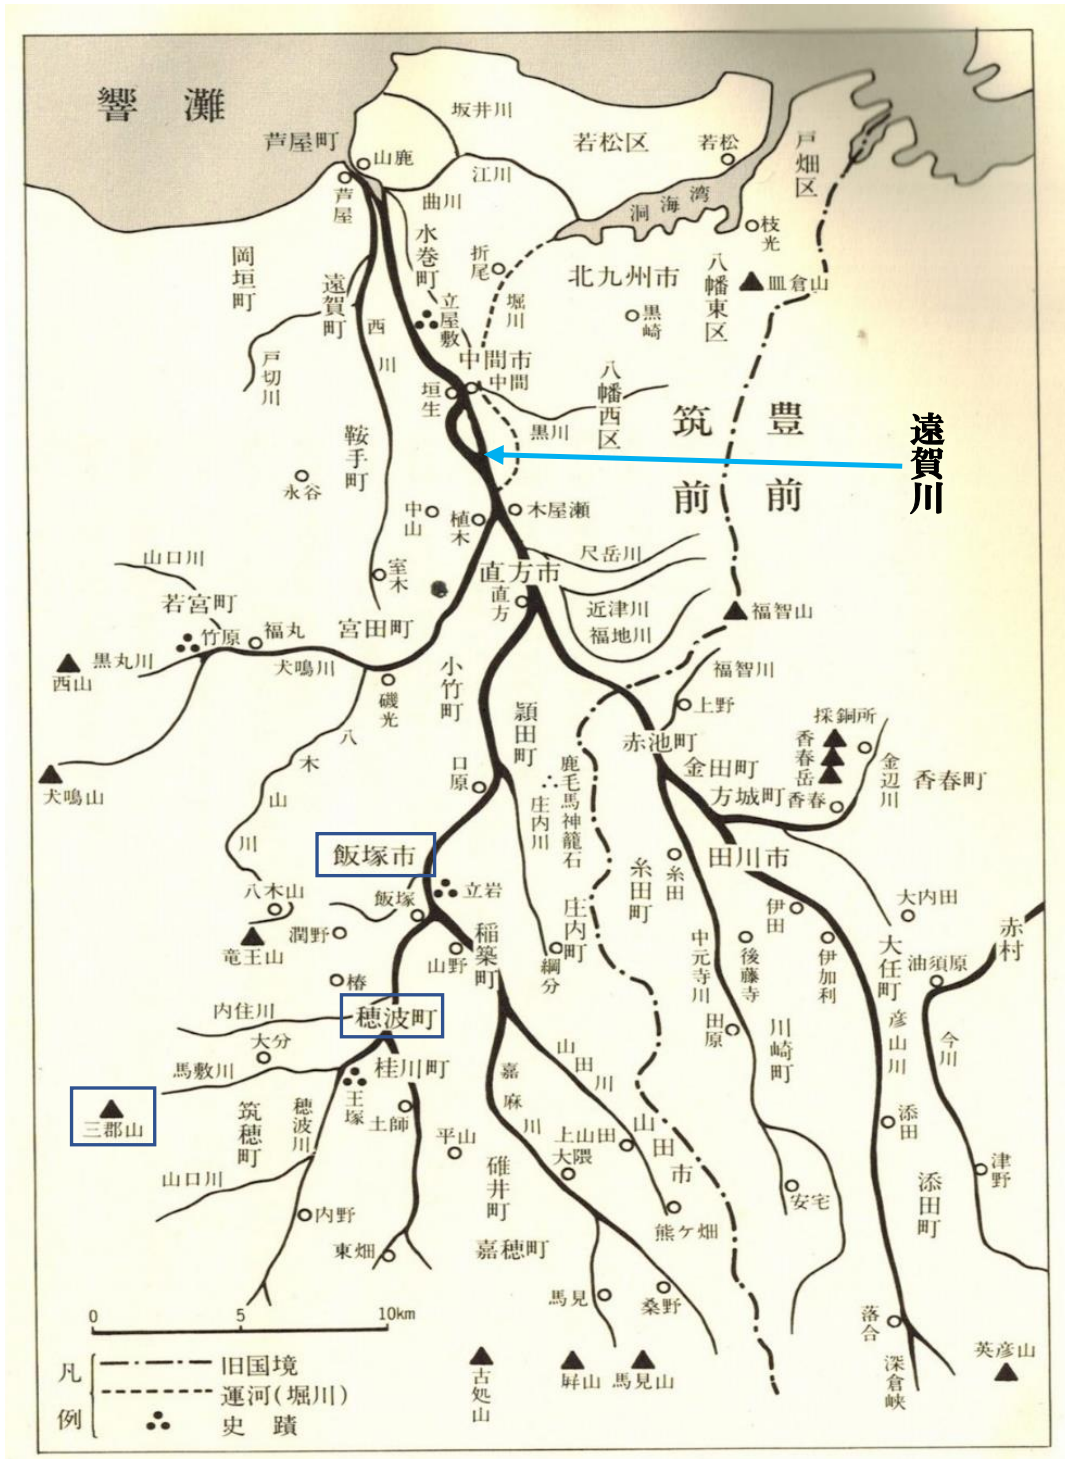 響灘
芦屋町
山鹿
芦屋
坂井川
若松区
若松
戸畑区
江川
曲川
洞海湾
枝光
岡垣町
水巻町
折尾
北九州市
八幡東区
皿倉山
遠賀町
立屋敷
堀川
黒崎
西川
戸切川
中間市
中間
垣生
八幡西区
黒川
筑前
豊前
遠賀川
鞍手町
永谷
中山
植木
木屋瀬
山口川
室木
尺岳川
直方市
直方
若宮町
近津川
福地川
福智山
竹原
福丸
宮田町
黒丸川
西山
犬鳴川
磯光
小竹町
福智川
上野
頴田町
赤池町
採銅所
香春岳
金田町
方城町
香春
金辺川
香春町
犬鳴山
八木山川
口原
鹿毛馬神籠石
庄内川
飯塚市
糸田町
糸田
田川市
八木山
飯塚
立岩
庄内町
伊田
大内田
竜王山
潤野
山野
稲築町
綱分
中元寺川
後藤寺
伊加利
大任町
油須原
赤村
椿
内住川
穂波町
田原
川崎町
彦山川
今川
大分
馬敷川
桂川町
王塚
土師
嘉麻川
山田川
三郡山
筑穂町
穂波川
平山
上山田
大隈
山田市
添田
山口川
碓井町
津野
安宅
添田町
内野
東畑
嘉穂町
熊ヶ畑
馬見
桑野
落合
深倉峡
英彦山
0 5 10km
凡例
旧国境
運河(堀川)
史蹟
古処山
屏山
馬見山